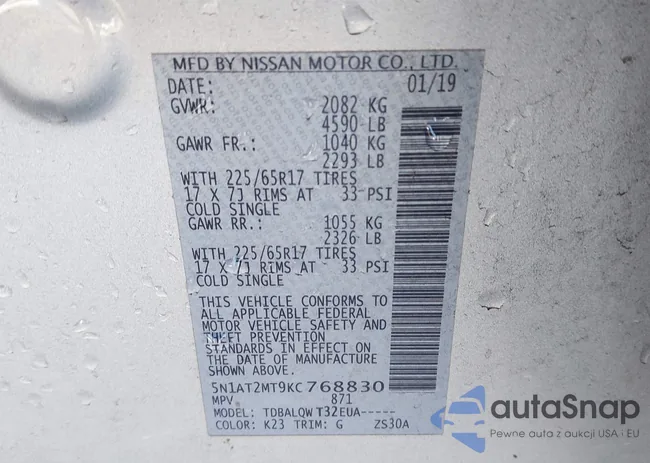 MFD BY NISSAN MOTOR CO., LTD.
DATE: 01/19
GVWR: 2082 KG
4590 LB
GAWR FR.: 1040 KG
2293 LB
WITH 225/65R17 TIRES
17 X 7J RIMS AT 33 PSI
COLD SINGLE
GAWR RR.: 1055 KG
2326 LB
WITH 225/65R17 TIRES
17 X 7J RIMS AT 33 PSI
COLD SINGLE
THIS VEHICLE CONFORMS TO
ALL APPLICABLE FEDERAL
MOTOR VEHICLE SAFETY AND
THEFT PREVENTION
STANDARDS IN EFFECT ON
THE DATE OF MANUFACTURE
SHOWN ABOVE.
5N1AT2MT9KC768830
MPV 871
MODEL: TDBALQWT32EUA-----
COLOR: K23 TRIM: G ZS30A
autoSnap
Pewne auta z aukcji USA i EU